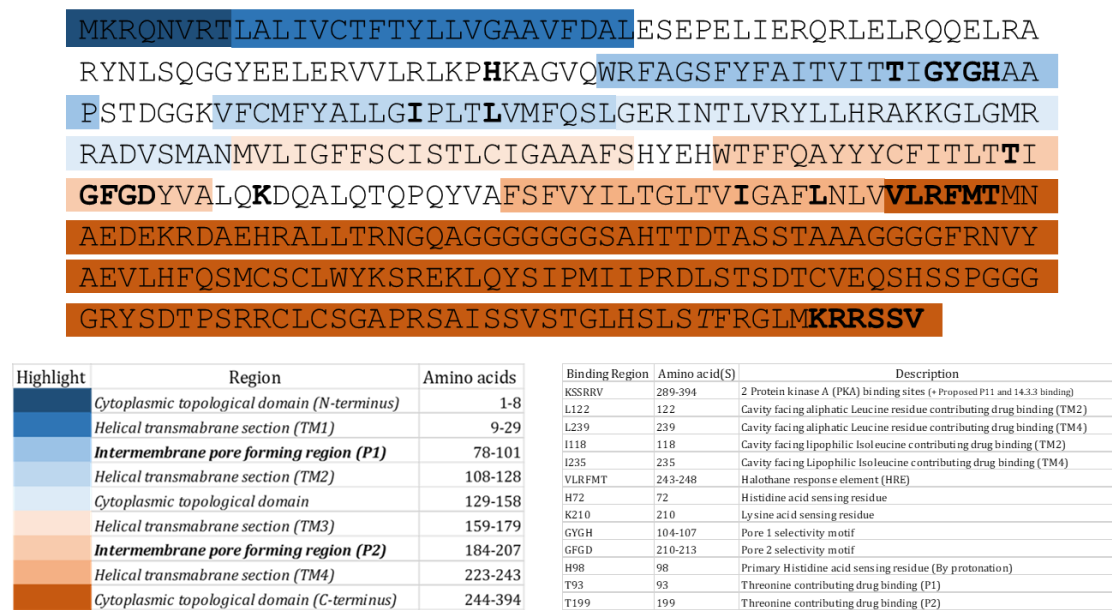 MKRQNVRTLALIVCTFTYLLVGAAVFDALESEPELIERQRLELRQQELRA
RYNLSQGGYEELERVVLRLKPHKAGVQWRFAGSFYFAITVITTIGYGHAA
PSTDGGKVFCMFYALLGIPLTLVMFQSLGERINTLVRYLLHRAKKGLGMR
RADVSMANMVLIGFFSCISTLCIGAAAFSHYEHWTFFQAYYYCFITLTTI
GFGDYVALQKDQALQTQPQYVAFSFVYILTGLTVIGAFLNLVVLRFMTMN
AEDEKRDAEHRALLTRNGQAGGGGGGGSAHTTDTASSTAAAGGGGFRNVY
AEVLHFQSMCSCLWYKSREKLQYSIPMIIPRDLSTSDTCVEQSHSSPGGG
GRYSDTPSRRCLCSGAPRSAISSVSTGLHSLSTFRGLMKRRSSV
Highlight Region Amino acids
Cytoplasmic topological domain (N-terminus) 1-8
Helical transmabrane section (TM1) 9-29
Intermembrane pore forming region (P1) 78-101
Helical transmabrane section (TM2) 108-128
Cytoplasmic topological domain 129-158
Helical transmabrane section (TM3) 159-179
Intermembrane pore forming region (P2) 184-207
Helical transmabrane section (TM4) 223-243
Cytoplasmic topological domain (C-terminus) 244-394
Binding Region Amino acid(S) Description
KSSRRV 289-394 2 Protein kinase A (PKA) binding sites (+ Proposed P11 and 14.3.3 binding)
L122 122 Cavity facing aliphatic Leucine residue contributing drug binding (TM2)
L239 239 Cavity facing aliphatic Leucine residue contributing drug binding (TM4)
I118 118 Cavity facing lipophilic Isoleucine contributing drug binding (TM2)
I235 235 Cavity facing Lipophilic Isoleucine contributing drug binding (TM4)
VLRFMT 243-248 Halothane response element (HRE)
H72 72 Histidine acid sensing residue
K210 210 Lysine acid sensing residue
GYGH 104-107 Pore 1 selectivity motif
GFGD 210-213 Pore 2 selectivity motif
H98 98 Primary Histidine acid sensing residue (By protonation)
T93 93 Threonine contributing drug binding (P1)
T199 199 Threonine contributing drug binding (P2)